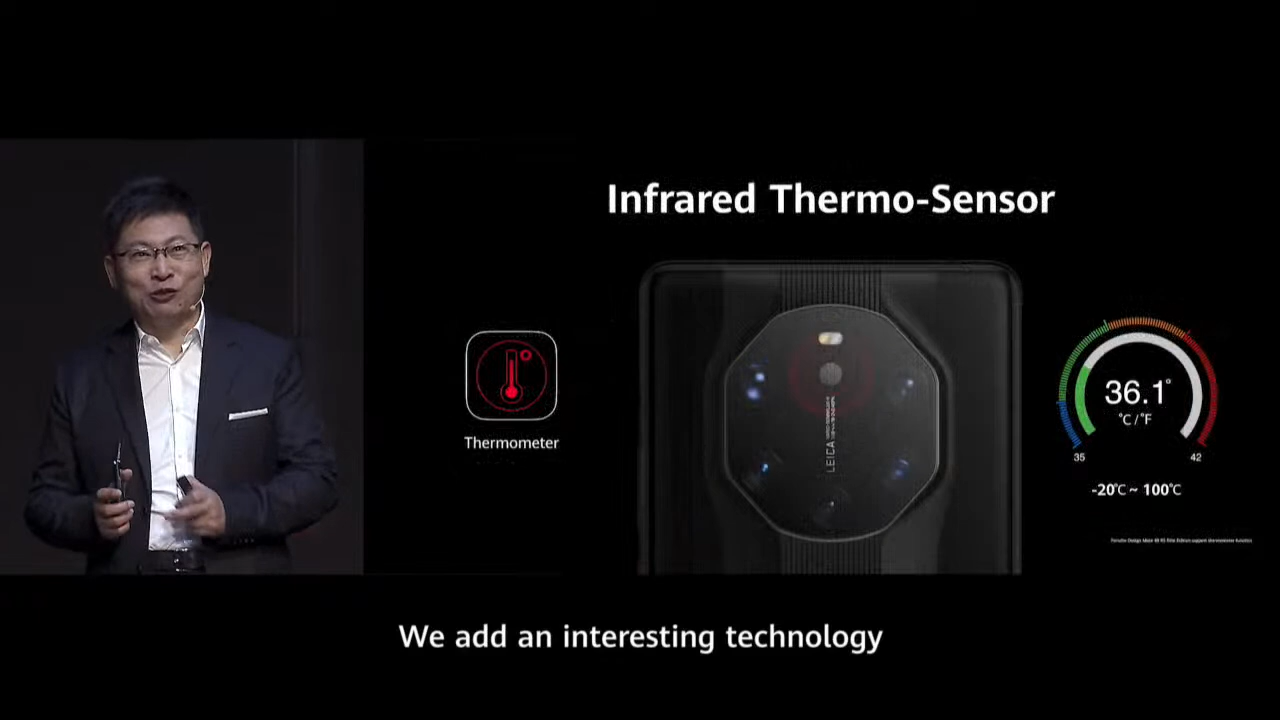 Infrared Thermo-Sensor
Thermometer
LEICA
36.1°
°C/°F
35
42
-20°C ~ 100°C
We add an interesting technology